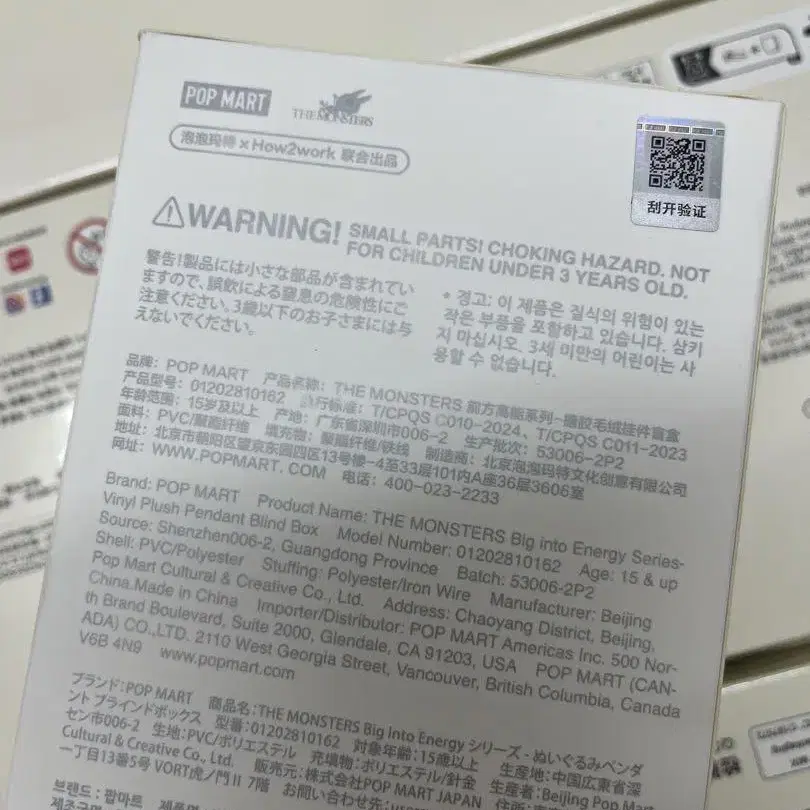 POP MART
THE MONSTERS
泡泡玛特 × How2work 联合出品
刮开验证
WARNING! SMALL PARTS! CHOKING HAZARD. NOT
FOR CHILDREN UNDER 3 YEARS OLD.
警告!製品には小さな部品が含まれてい
ますので、誤飲による窒息の危険性にご
注意ください。3歳以下のお子さまには与
えないでください。
* 경고: 이 제품은 질식의 위험이 있는
작은 부품을 포함하고 있습니다. 삼키
지 마십시오. 3세 미만의 어린이는 사
용할 수 없습니다.
品牌: POP MART 产品名称: THE MONSTERS 前方高能系列-搪胶毛绒挂件盲盒
产品型号: 01202810162 执行标准: T/CPQS C010-2024、T/CPQS C011-2023
年龄范围: 15岁及以上 产地: 广东省深圳市006-2 生产批次: 53006-2P2
面料: PVC/聚酯纤维 填充物: 聚酯纤维/铁线 制造商: 北京泡泡玛特文化创意有限公司
地址: 北京市朝阳区望京东园四区13号楼-4至33层101内A座36层3606室
网址: WWW.POPMART.COM 电话: 400-023-2233
Brand: POP MART Product Name: THE MONSTERS Big into Energy Series-
Vinyl Plush Pendant Blind Box Model Number: 01202810162 Age: 15 & up
Source: Shenzhen006-2, Guangdong Province Batch: 53006-2P2
Shell: PVC/Polyester Stuffing: Polyester/Iron Wire Manufacturer: Beijing
Pop Mart Cultural & Creative Co., Ltd. Address: Chaoyang District, Beijing,
China.Made in China Importer/Distributor: POP MART Americas Inc. 500 Nor-
th Brand Boulevard, Suite 2000, Glendale, CA 91203, USA POP MART (CAN-
ADA) CO.,LTD. 2110 West Georgia Street, Vancouver, British Columbia, Canada
V6B 4N9 www.popmart.com
ブランド:POP MART 商品名:THE MONSTERS Big Into Energy シリーズ - ぬいぐるみペンダ
ント ブラインドボックス 型番:01202810162 対象年齢:15歳以上 生産地:中国広東省深
セン市006-2 生地:PVC/ポリエステル 充填物:ポリエステル/針金 生産者:Beijing Pop Mart
Cultural & Creative Co., Ltd. 販売元:株式会社POP MART JAPAN 住所:
一丁目13番5号 VORT虎ノ門II 7階 お問い合わせ先:
브랜드: 팝마트